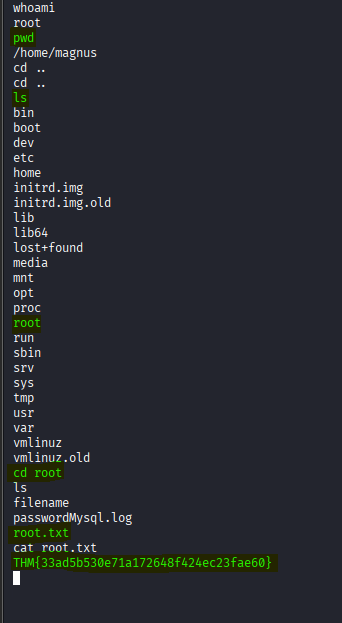 whoami
root
pwd
/home/magnus
cd ..
cd ..
ls
bin
boot
dev
etc
home
initrd.img
initrd.img.old
lib
lib64
lost+found
media
mnt
opt
proc
root
run
sbin
srv
sys
tmp
usr
var
vmlinuz
vmlinuz.old
cd root
ls
filename
passwordMysql.log
root.txt
cat root.txt
THM{33ad5b530e71a172648f424ec23fae60}